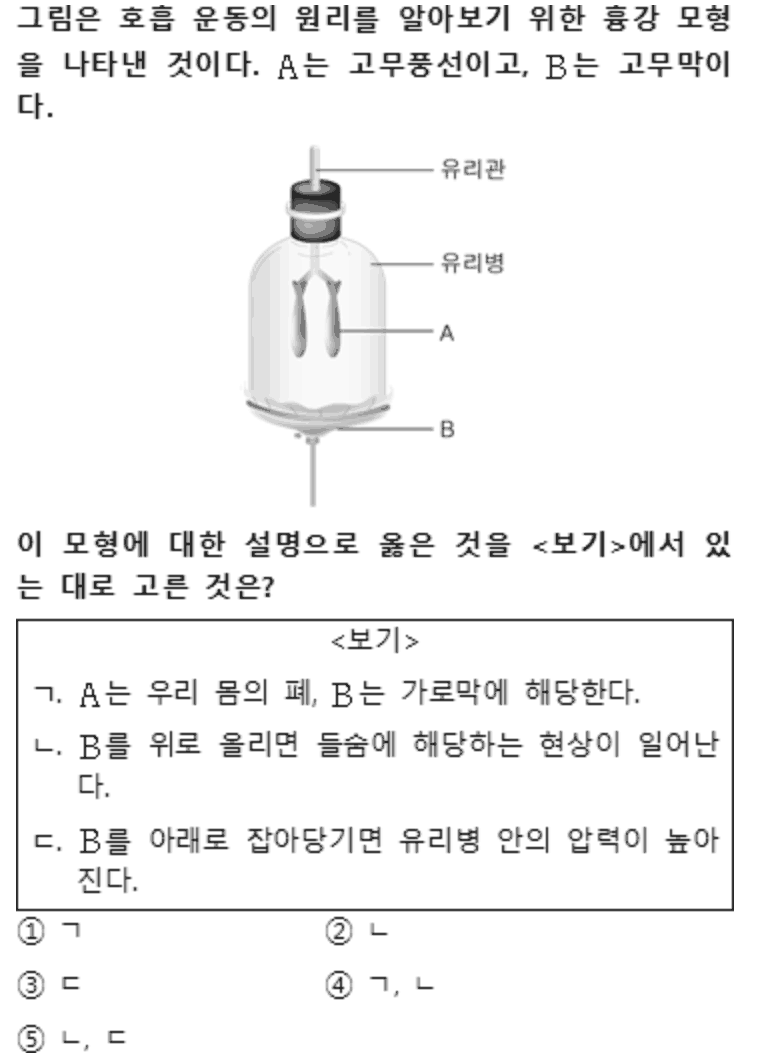 그림은 호흡 운동의 원리를 알아보기 위한 흉강 모형
을 나타낸 것이다. A는 고무풍선이고, B는 고무막이
다.
유리관
유리병
A
B
이 모형에 대한 설명으로 옳은 것을 <보기>에서 있
는 대로 고른 것은?
<보기>
ㄱ. A는 우리 몸의 폐, B는 가로막에 해당한다.
ㄴ. B를 위로 올리면 들숨에 해당하는 현상이 일어난
다.
ㄷ. B를 아래로 잡아당기면 유리병 안의 압력이 높아
진다.
① ㄱ ② ㄴ
③ ㄷ ④ ㄱ, ㄴ
⑤ ㄴ, ㄷ